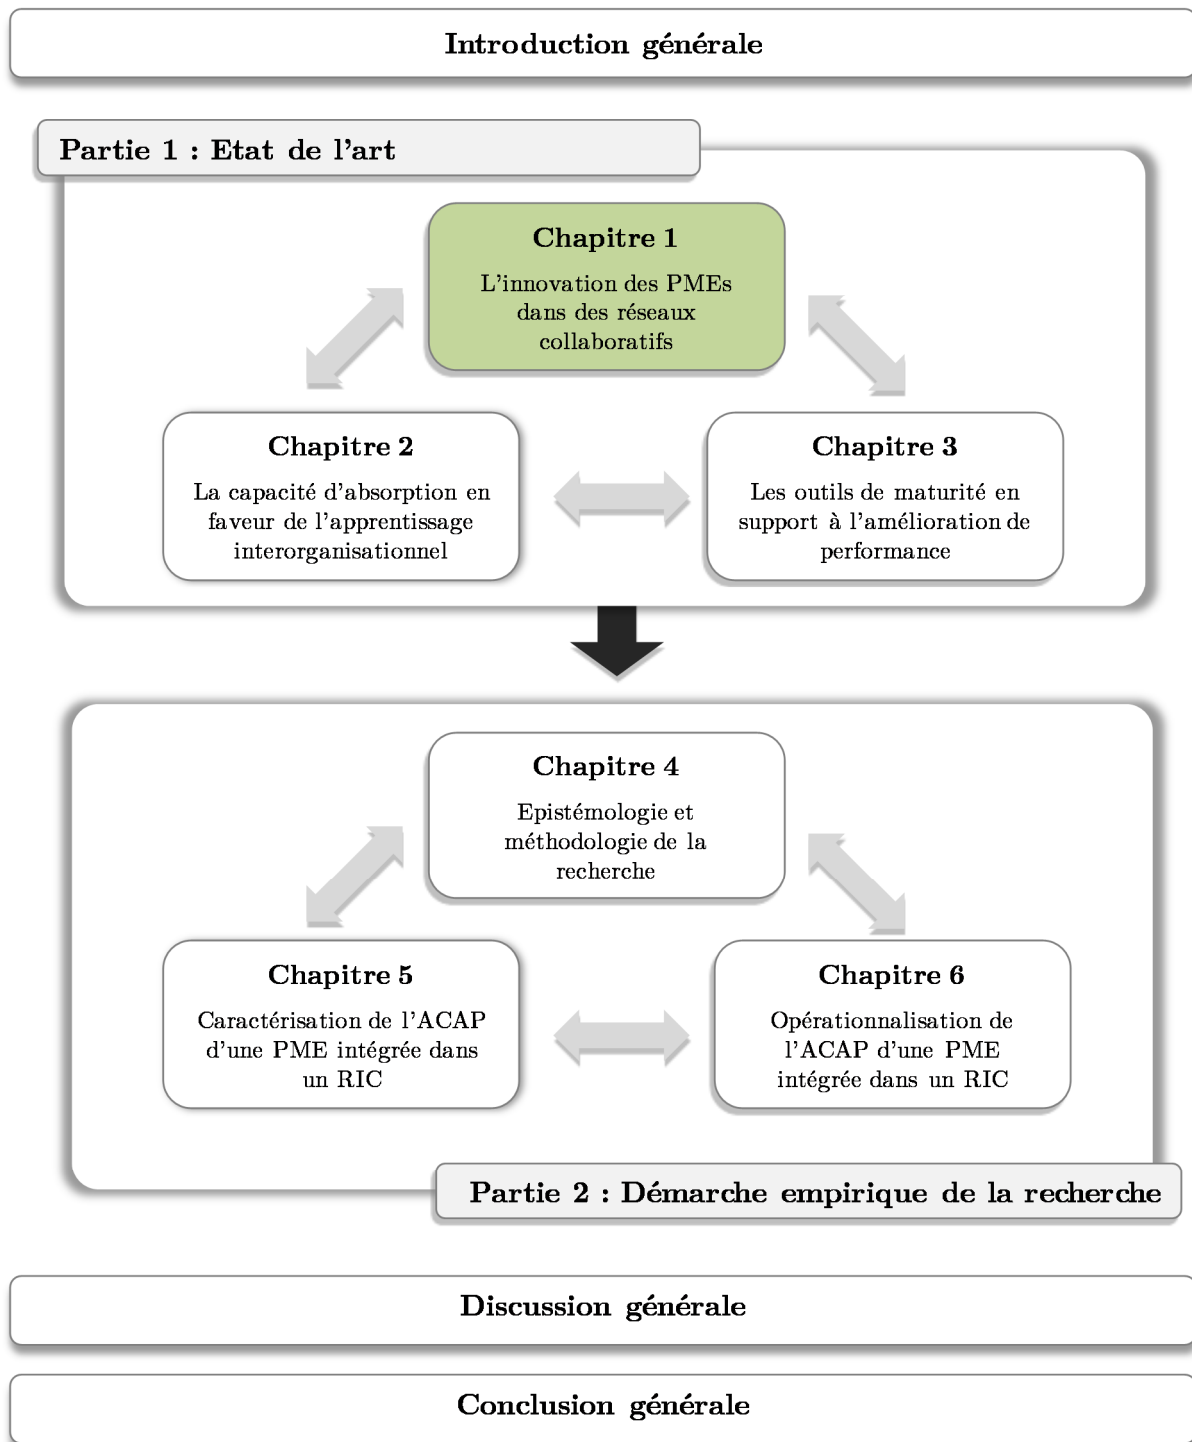 Introduction générale
Partie 1 : Etat de l'art
Chapitre 1
L'innovation des PMEs
dans des réseaux
collaboratifs
Chapitre 2
La capacité d'absorption en
faveur de l'apprentissage
interorganisationnel
Chapitre 3
Les outils de maturité en
support à l'amélioration de
performance
Chapitre 4
Epistémologie et
méthodologie de la
recherche
Chapitre 5
Caractérisation de l'ACAP
d'une PME intégrée dans
un RIC
Chapitre 6
Opérationnalisation de
l'ACAP d'une PME
intégrée dans un RIC
Partie 2 : Démarche empirique de la recherche
Discussion générale
Conclusion générale